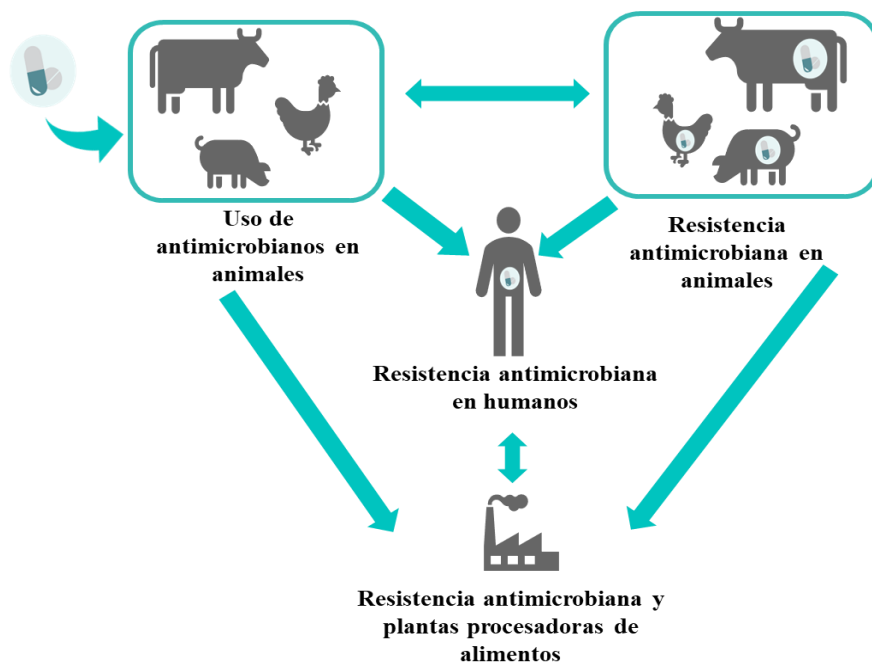 Uso de
antimicrobianos en
animales
Resistencia
antimicrobiana en
animales
Resistencia antimicrobiana
en humanos
Resistencia antimicrobiana y
plantas procesadoras de
alimentos